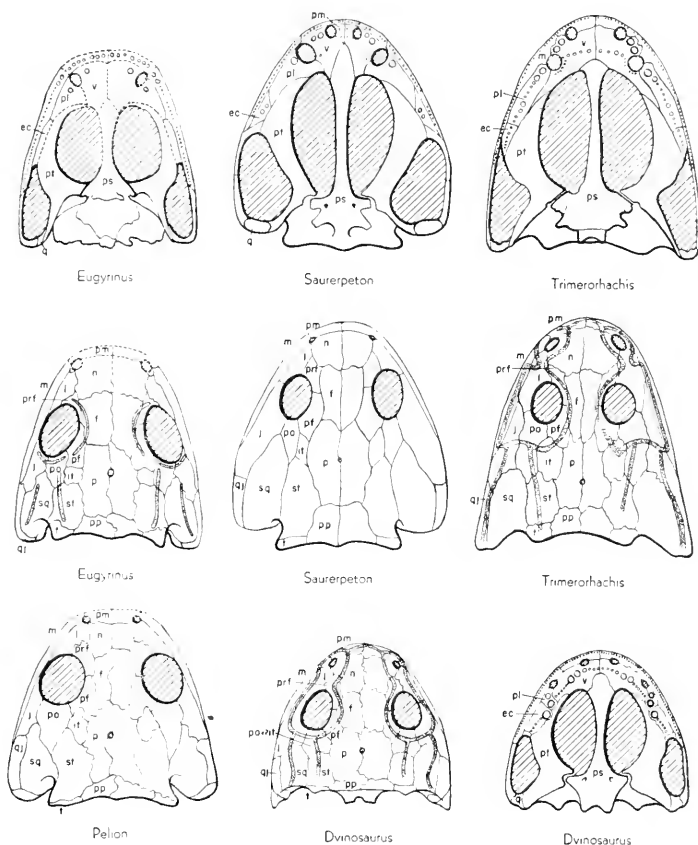 pl
v
ec
pt
ps
q
Eugyrinus
pm
v
pl
ec
pt
ps
q
Saurerpeton
m
v
pl
ec
pt
ps
Trimerorhachis
pm
m
l
n
prf
f
j
po
pf
it
p
sq
st
pp
t
qj
Eugyrinus
pm
m
l
n
prf
f
po
pf
j
it
p
qj
sq
st
pp
t
Saurerpeton
pm
m
n
prf
l
f
j
po
pf
it
p
qj
sq
st
pp
t
Trimerorhachis
pm
m
l
n
prf
f
pf
j
po
it
p
qj
sq
st
pp
t
Pelion
pm
m
l
n
prf
f
j
po+it
pf
p
qj
sq
st
pp
t
Dvinosaurus
v
pl
ec
pt
ps
q
Dvinosaurus